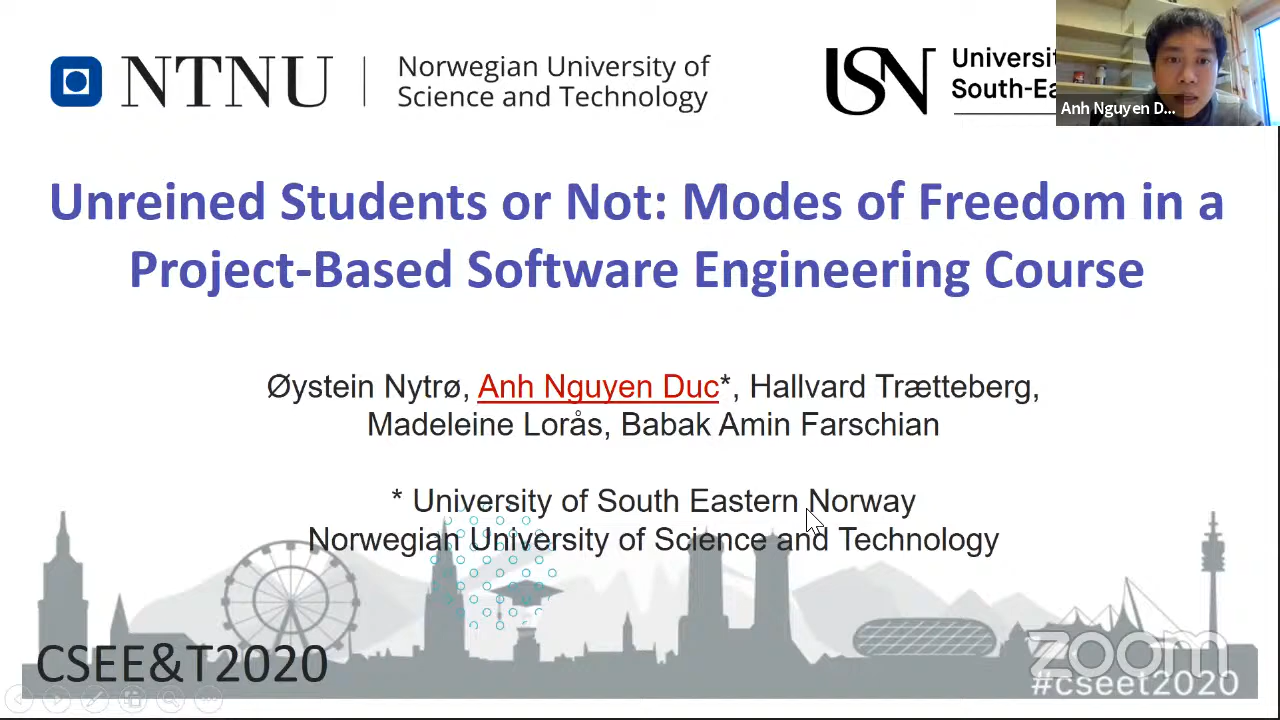 NTNU
Norwegian University of
Science and Technology
USN
South-Ea
Anh Nguyen D...
Unreined Students or Not: Modes of Freedom in a
Project-Based Software Engineering Course
Øystein Nytrø, Anh Nguyen Duc*, Hallvard Trætteberg,
Madeleine Lorås, Babak Amin Farschian
* University of South Eastern Norway
Norwegian University of Science and Technology
CSEE&T2020
zoom
#cseet2020